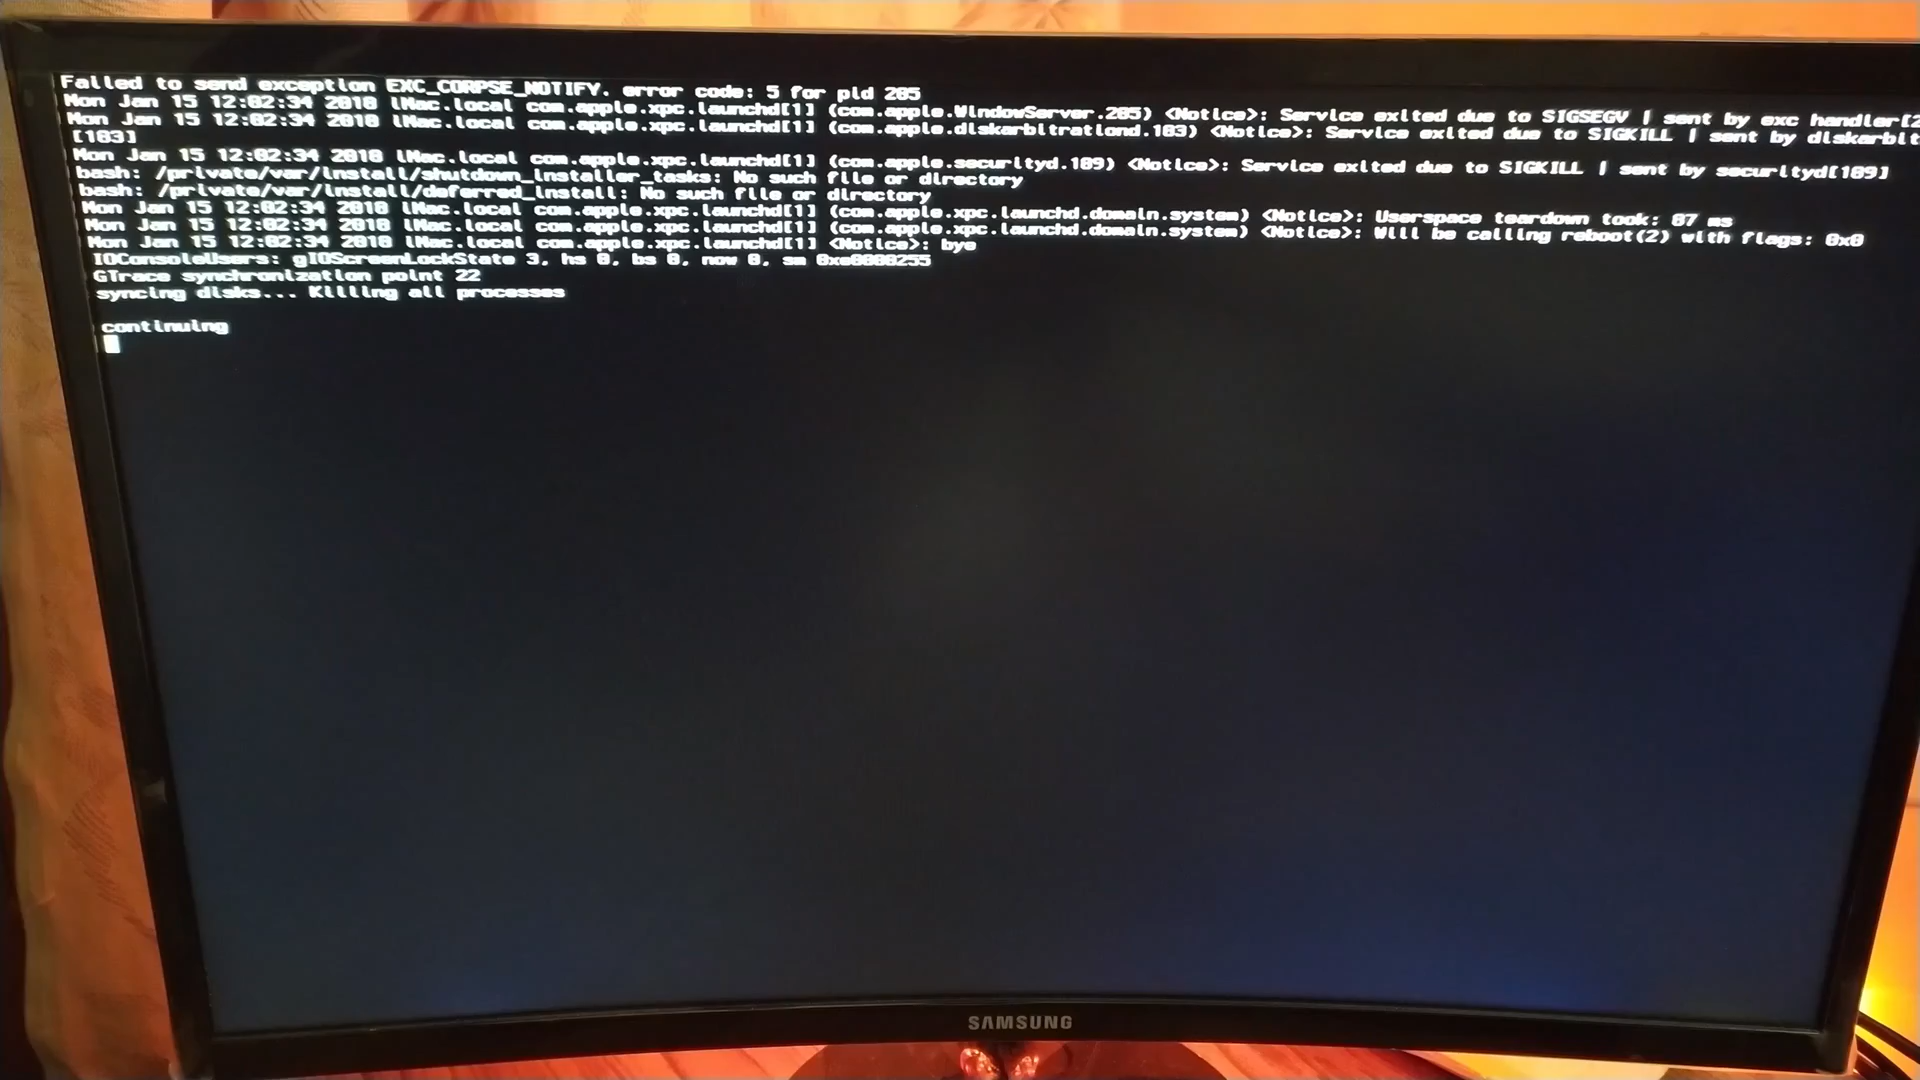 Failed to send exception EXC_CORPSE_NOTIFY. error code: 5 for pid 205
Mon Jan 15 12:02:34 2018 iMac.local com.apple.xpc.launchd[1] (com.apple.WindowServer.205) <Notice>: Service exited due to SIGSEGV | sent by exc handler[2
Mon Jan 15 12:02:34 2018 iMac.local com.apple.xpc.launchd[1] (com.apple.diskarbitrationd.103) <Notice>: Service exited due to SIGKILL | sent by diskarbit
[103]
Mon Jan 15 12:02:34 2018 iMac.local com.apple.xpc.launchd[1] (com.apple.securityd.109) <Notice>: Service exited due to SIGKILL | sent by securityd[109]
bash: /private/var/install/shutdown_installer_tasks: No such file or directory
bash: /private/var/install/deferred_install: No such file or directory
Mon Jan 15 12:02:34 2018 iMac.local com.apple.xpc.launchd[1] (com.apple.xpc.launchd.domain.system) <Notice>: Userspace teardown took: 87 ms
Mon Jan 15 12:02:34 2018 iMac.local com.apple.xpc.launchd[1] (com.apple.xpc.launchd.domain.system) <Notice>: Will be calling reboot(2) with flags: 0x0
Mon Jan 15 12:02:34 2018 iMac.local com.apple.xpc.launchd[1] <Notice>: bye
IOConsoleUsers: gIOScreenLockState 3, hs 0, bs 0, now 0, sm 0xe0000255
GTrace synchronization point 22
syncing disks... Killing all processes
continuing
SAMSUNG